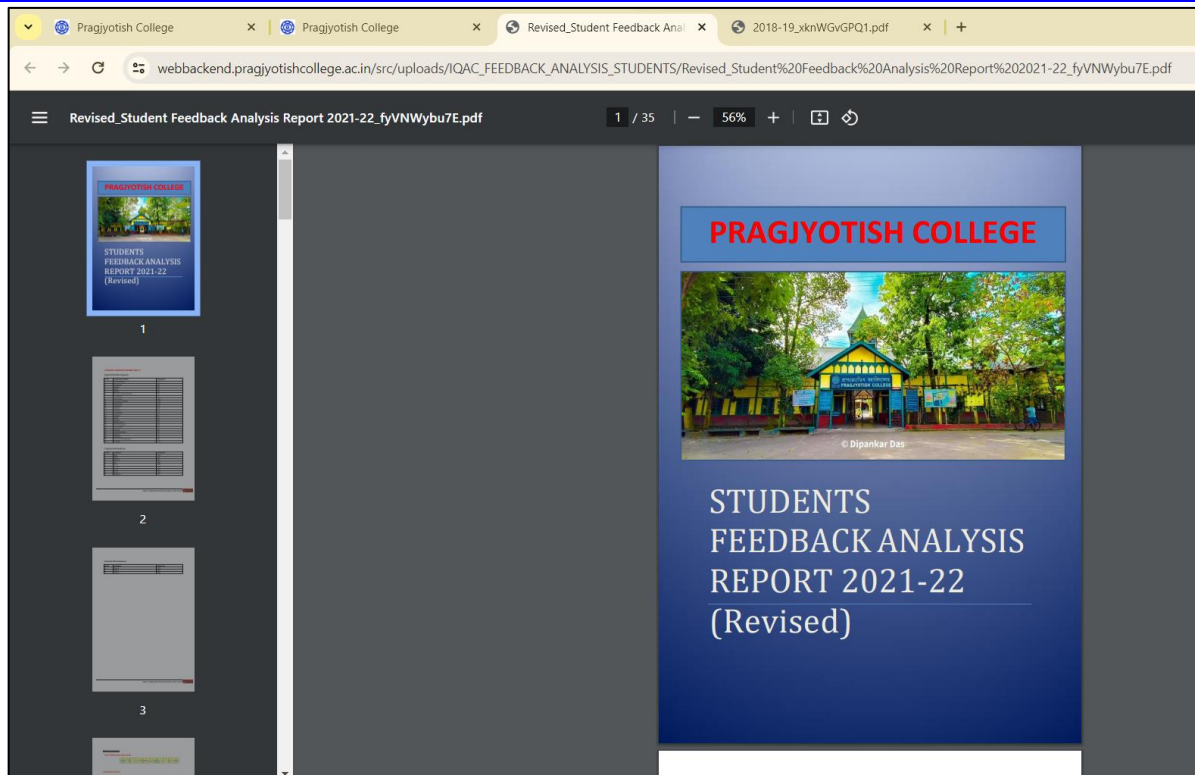 Pragjyotish College
Pragjyotish College
Revised_Student Feedback Anal
2018-19_xknWGvGPQ1.pdf
webbackend.pragjyotishcollege.ac.in/src/uploads/IQAC_FEEDBACK_ANALYSIS_STUDENTS/Revised_Student%20Feedback%20Analysis%20Report%202021-22_fyVNWybu7E.pdf
Revised_Student Feedback Analysis Report 2021-22_fyVNWybu7E.pdf
1 / 35
56%
PRAGJYOTISH COLLEGE
STUDENTS
FEEDBACK ANALYSIS
REPORT 2021-22
(Revised)
1
2
3
PRAGJYOTISH COLLEGE
PRAGJYOTISH COLLEGE
© Dipankar Das
STUDENTS
FEEDBACK ANALYSIS
REPORT 2021-22
(Revised)